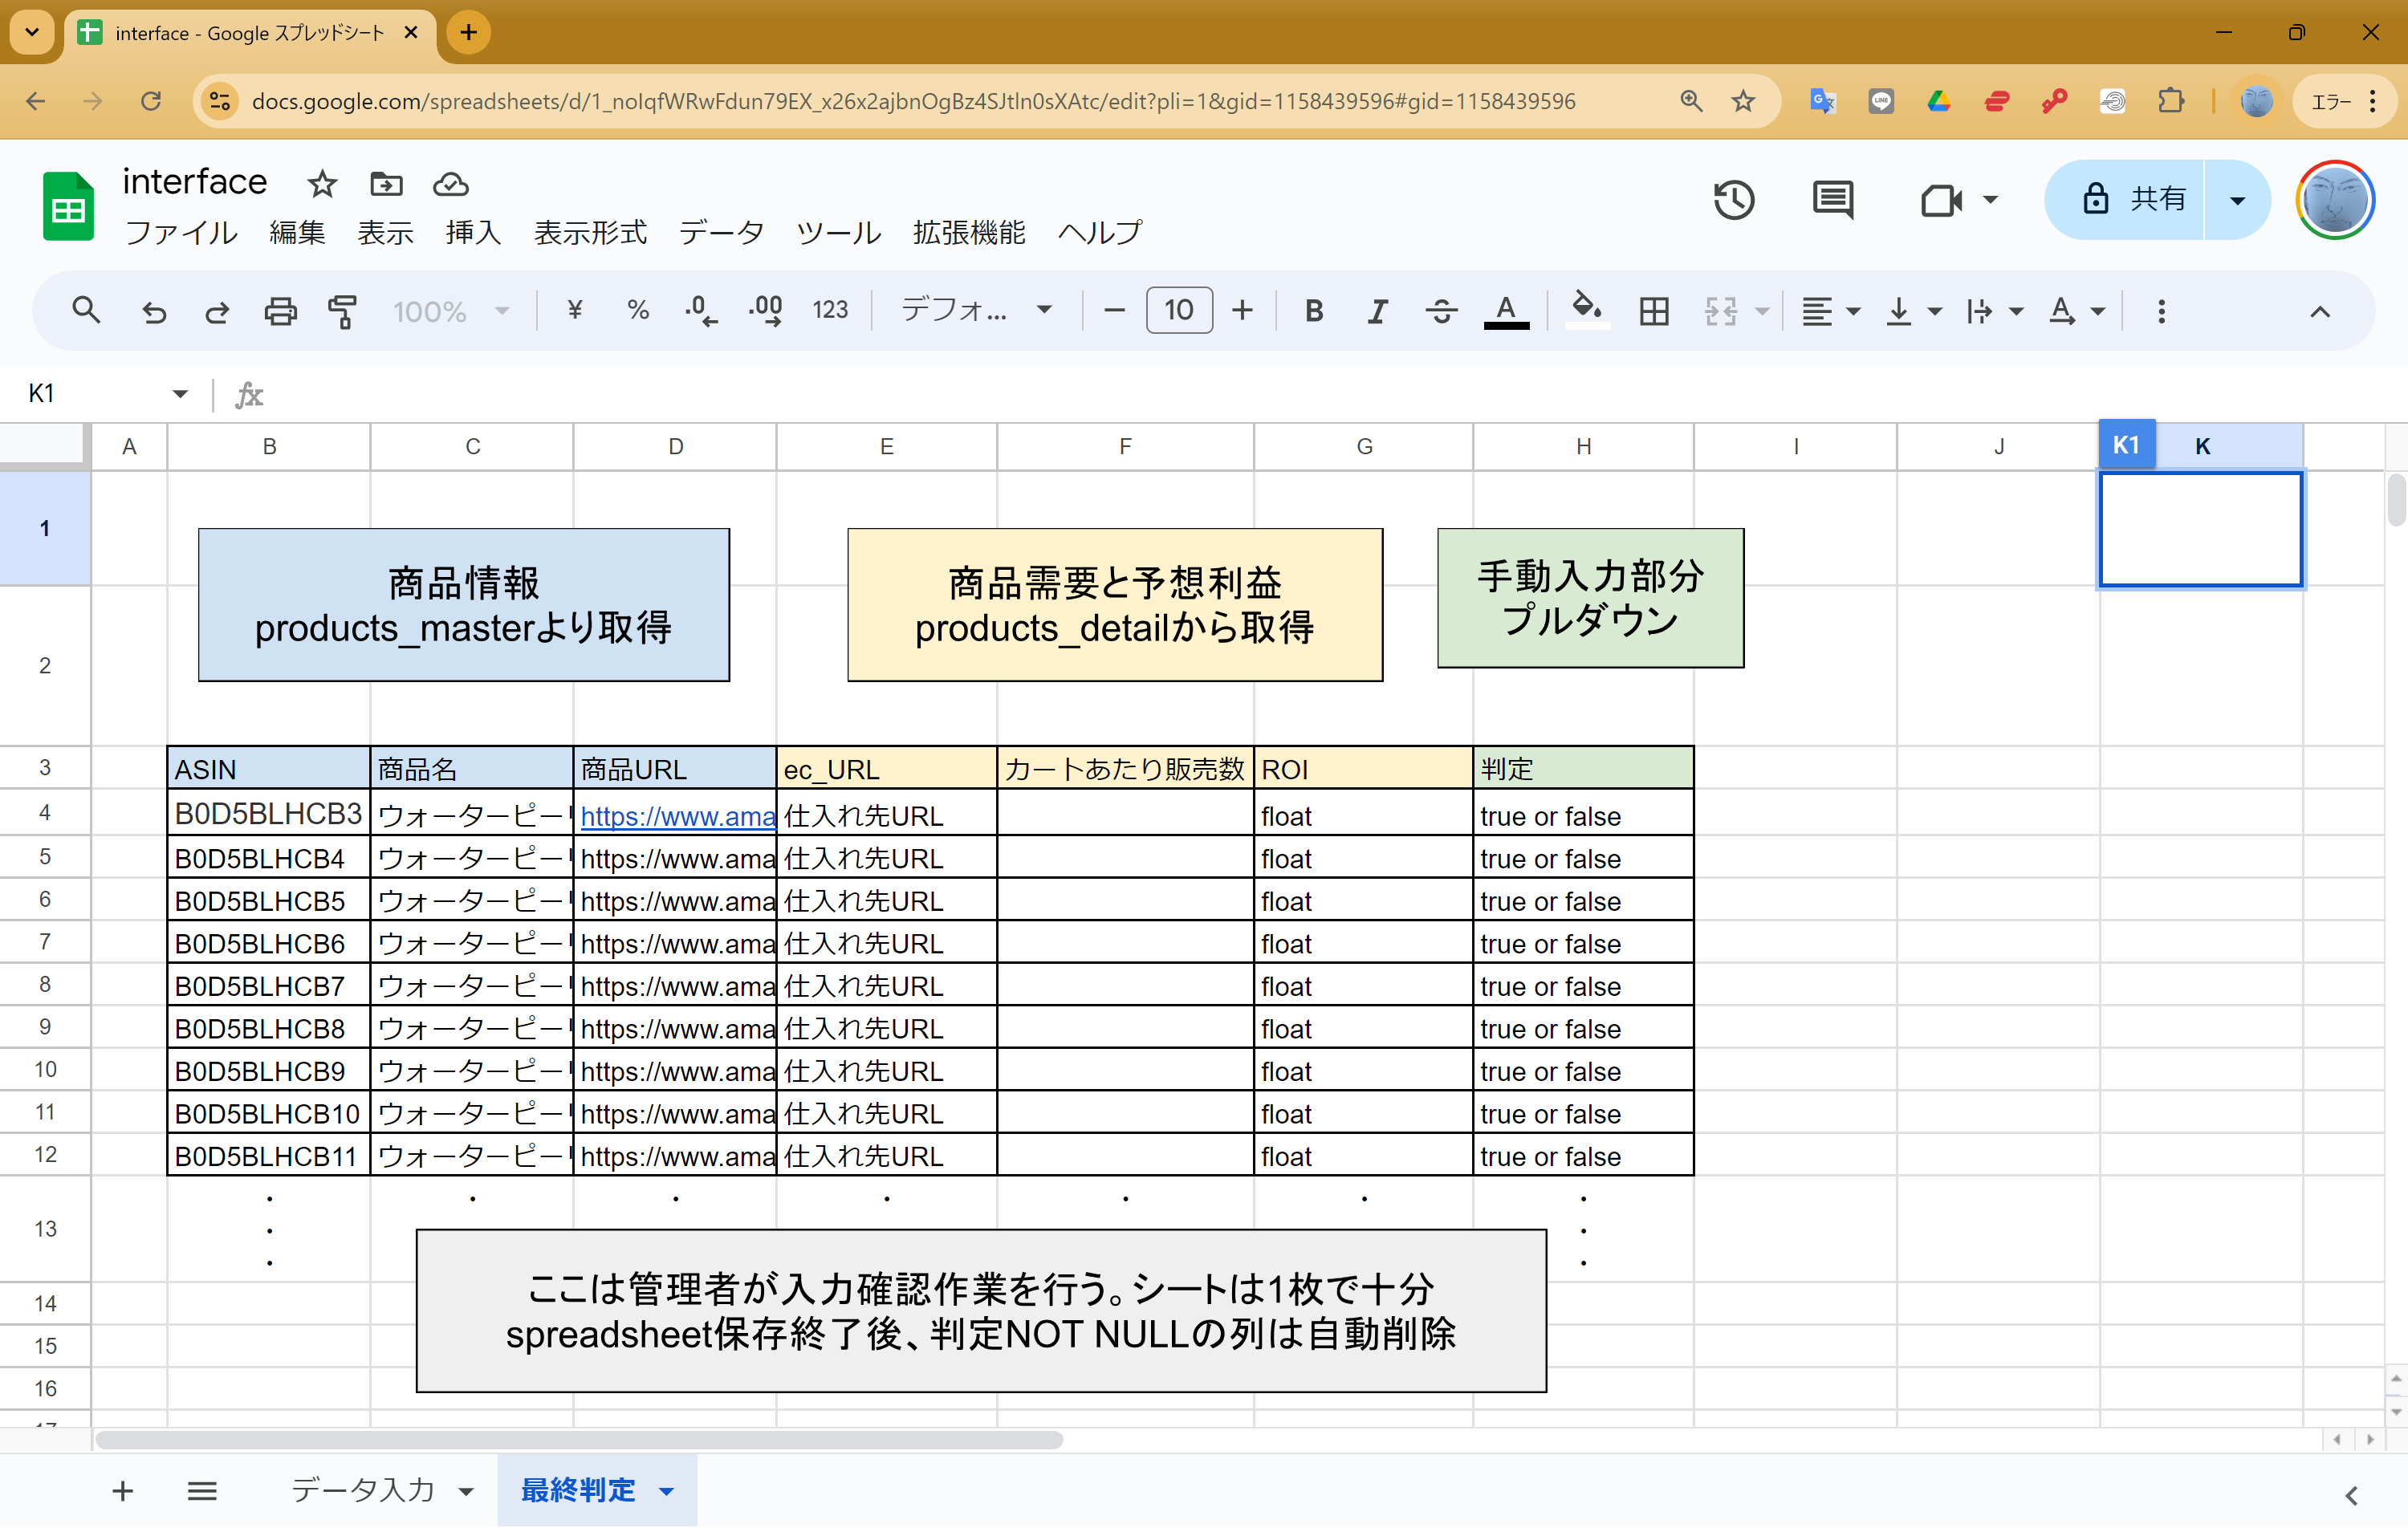 interface - Google スプレッドシート
docs.google.com/spreadsheets/d/1_noIqfWRwFdun79EX_x26x2ajbnOgBz4SJtln0sXAtc/edit?pli=1&gid=1158439596#gid=1158439596
エラー
interface
ファイル 編集 表示 挿入 表示形式 データ ツール 拡張機能 ヘルプ
共有
100% ¥ % .0 .00 123 デフォ... 10 B I A A
K1 fx
A B C D E F G H I J K1 K
1
商品情報
products_masterより取得
商品需要と予想利益
products_detailから取得
手動入力部分
プルダウン
2
3 ASIN 商品名 商品URL ec_URL カートあたり販売数 ROI 判定
4 B0D5BLHCB3 ウォーターピー https://www.ama 仕入れ先URL float true or false
5 B0D5BLHCB4 ウォーターピー https://www.ama 仕入れ先URL float true or false
6 B0D5BLHCB5 ウォーターピー https://www.ama 仕入れ先URL float true or false
7 B0D5BLHCB6 ウォーターピー https://www.ama 仕入れ先URL float true or false
8 B0D5BLHCB7 ウォーターピー https://www.ama 仕入れ先URL float true or false
9 B0D5BLHCB8 ウォーターピー https://www.ama 仕入れ先URL float true or false
10 B0D5BLHCB9 ウォーターピー https://www.ama 仕入れ先URL float true or false
11 B0D5BLHCB10 ウォーターピー https://www.ama 仕入れ先URL float true or false
12 B0D5BLHCB11 ウォーターピー https://www.ama 仕入れ先URL float true or false
13
ここは管理者が入力確認作業を行う。シートは1枚で十分
spreadsheet保存終了後、判定NOT NULLの列は自動削除
14
15
16
データ入力 最終判定